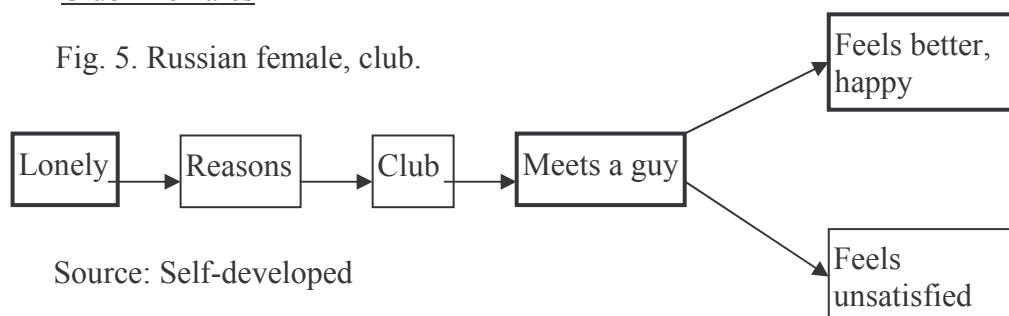 Fig. 5. Russian female, club.
Feels better,
happy
Lonely
Reasons
Club
Meets a guy
Source: Self-developed
Feels
unsatisfied